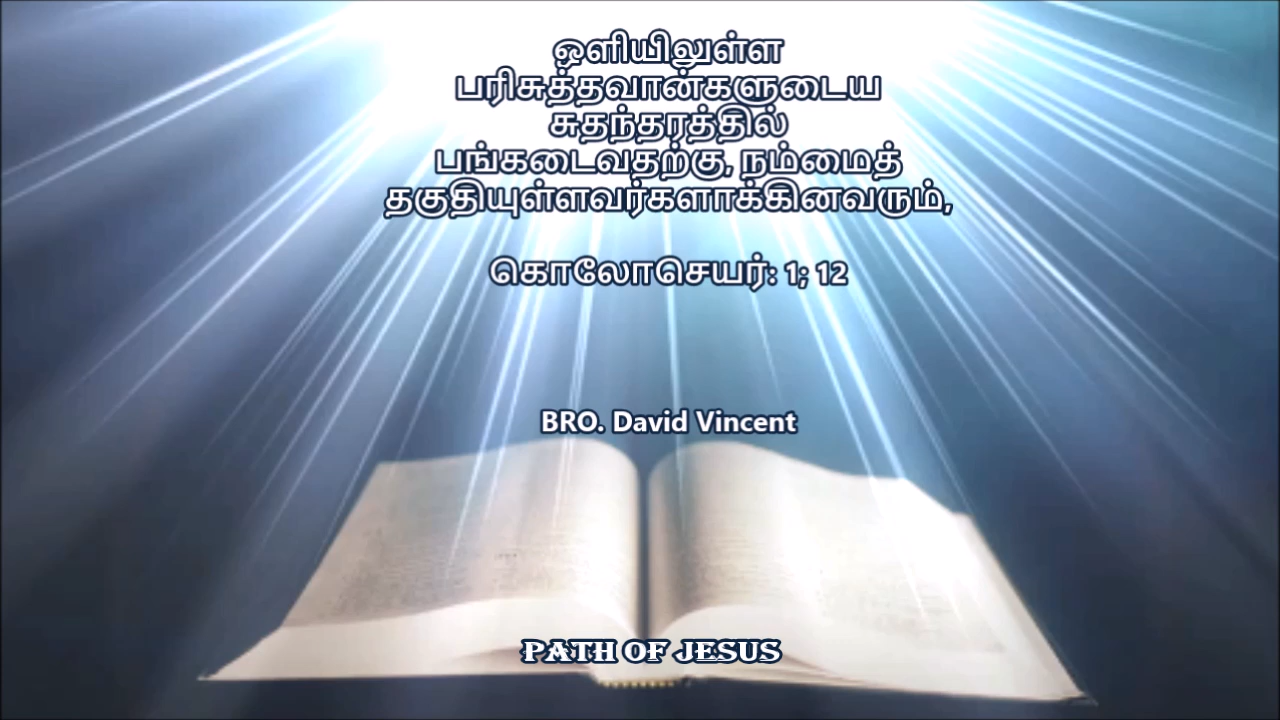 ஒளியிலுள்ள
பரிசுத்தவான்களுடைய
சுதந்தரத்தில்
பங்கடைவதற்கு, நம்மைத்
தகுதியுள்ளவர்களாக்கினவரும்,
கொலோசெயர்: 1; 12
BRO. David Vincent
PATH OF JESUS